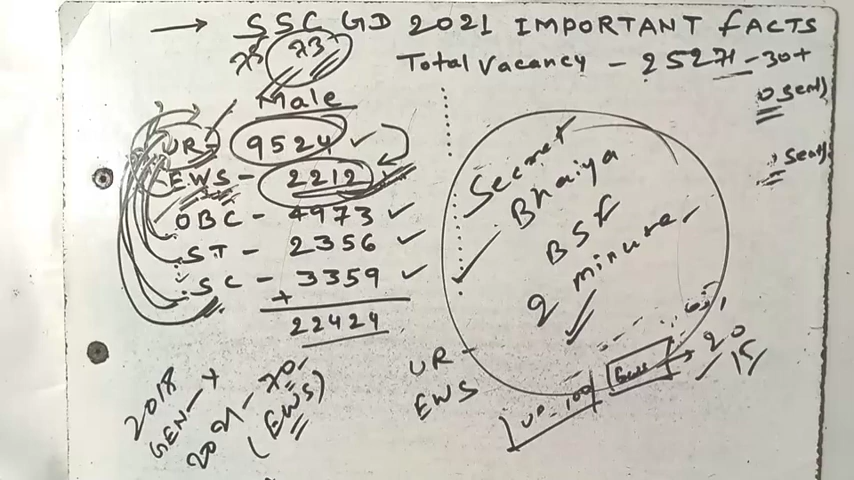 → SSC GD 2021 IMPORTANT fACTS
73
Total vacancy - 25271 - 30+
Male
UR - 9524 ✓
EWS - 2212
OBC - 4973 ✓
ST - 2356 ✓
SC - 3359 ✓
+
22424
Secret
Bhaiya
BSf
2 minute
UR -
EWS
20
15
2018
GEN - +
2021 - 70.
(EWS)